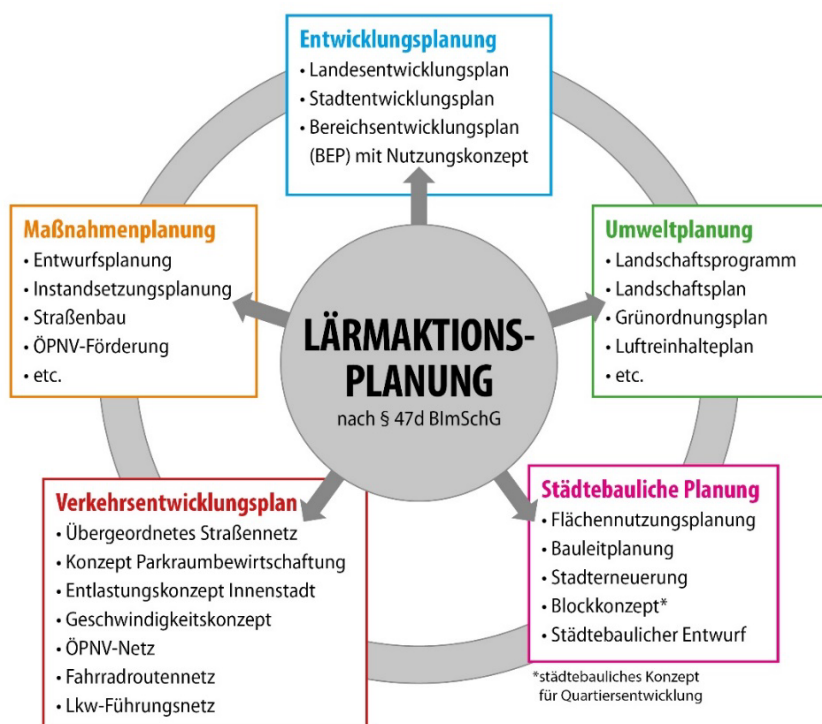 Entwicklungsplanung
• Landesentwicklungsplan
• Stadtentwicklungsplan
• Bereichsentwicklungsplan
(BEP) mit Nutzungskonzept
Maßnahmenplanung
• Entwurfsplanung
• Instandsetzungsplanung
• Straßenbau
• ÖPNV-Förderung
• etc.
Umweltplanung
• Landschaftsprogramm
• Landschaftsplan
• Grünordnungsplan
• Luftreinhalteplan
• etc.
LÄRMAKTIONS-
PLANUNG
nach § 47d BImSchG
Verkehrsentwicklungsplan
• Übergeordnetes Straßennetz
• Konzept Parkraumbewirtschaftung
• Entlastungskonzept Innenstadt
• Geschwindigkeitskonzept
• ÖPNV-Netz
• Fahrradroutennetz
• Lkw-Führungsnetz
Städtebauliche Planung
• Flächennutzungsplanung
• Bauleitplanung
• Stadterneuerung
• Blockkonzept*
• Städtebaulicher Entwurf
*städtebauliches Konzept
für Quartiersentwicklung